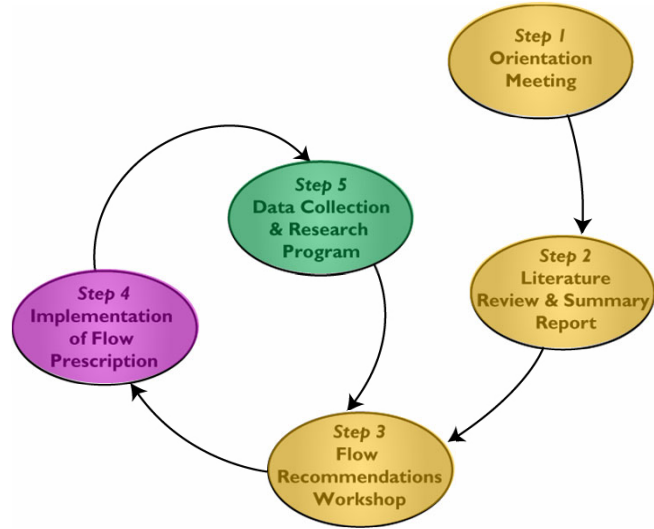 Step 1
Orientation
Meeting
Step 2
Literature
Review & Summary
Report
Step 3
Flow
Recommendations
Workshop
Step 4
Implementation
of Flow
Prescription
Step 5
Data Collection
& Research
Program